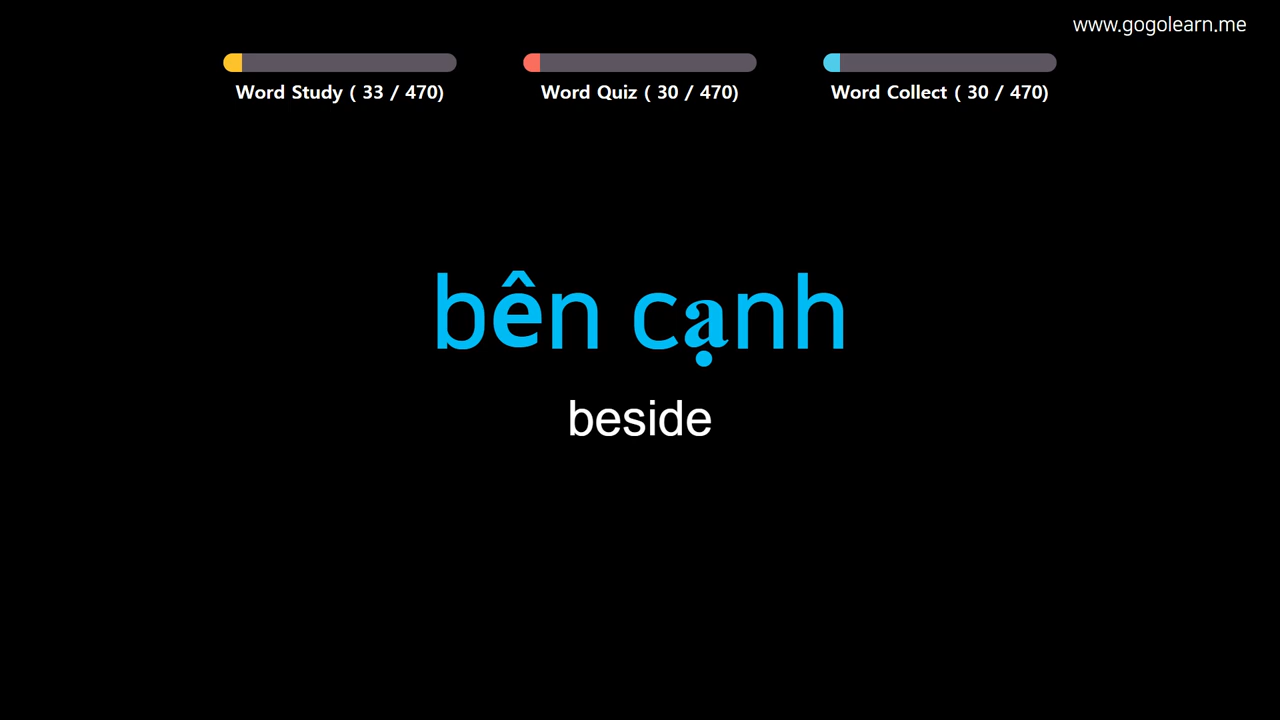 www.gogolearn.me
Word Study ( 33 / 470)
Word Quiz ( 30 / 470)
Word Collect ( 30 / 470)
bên cạnh
beside